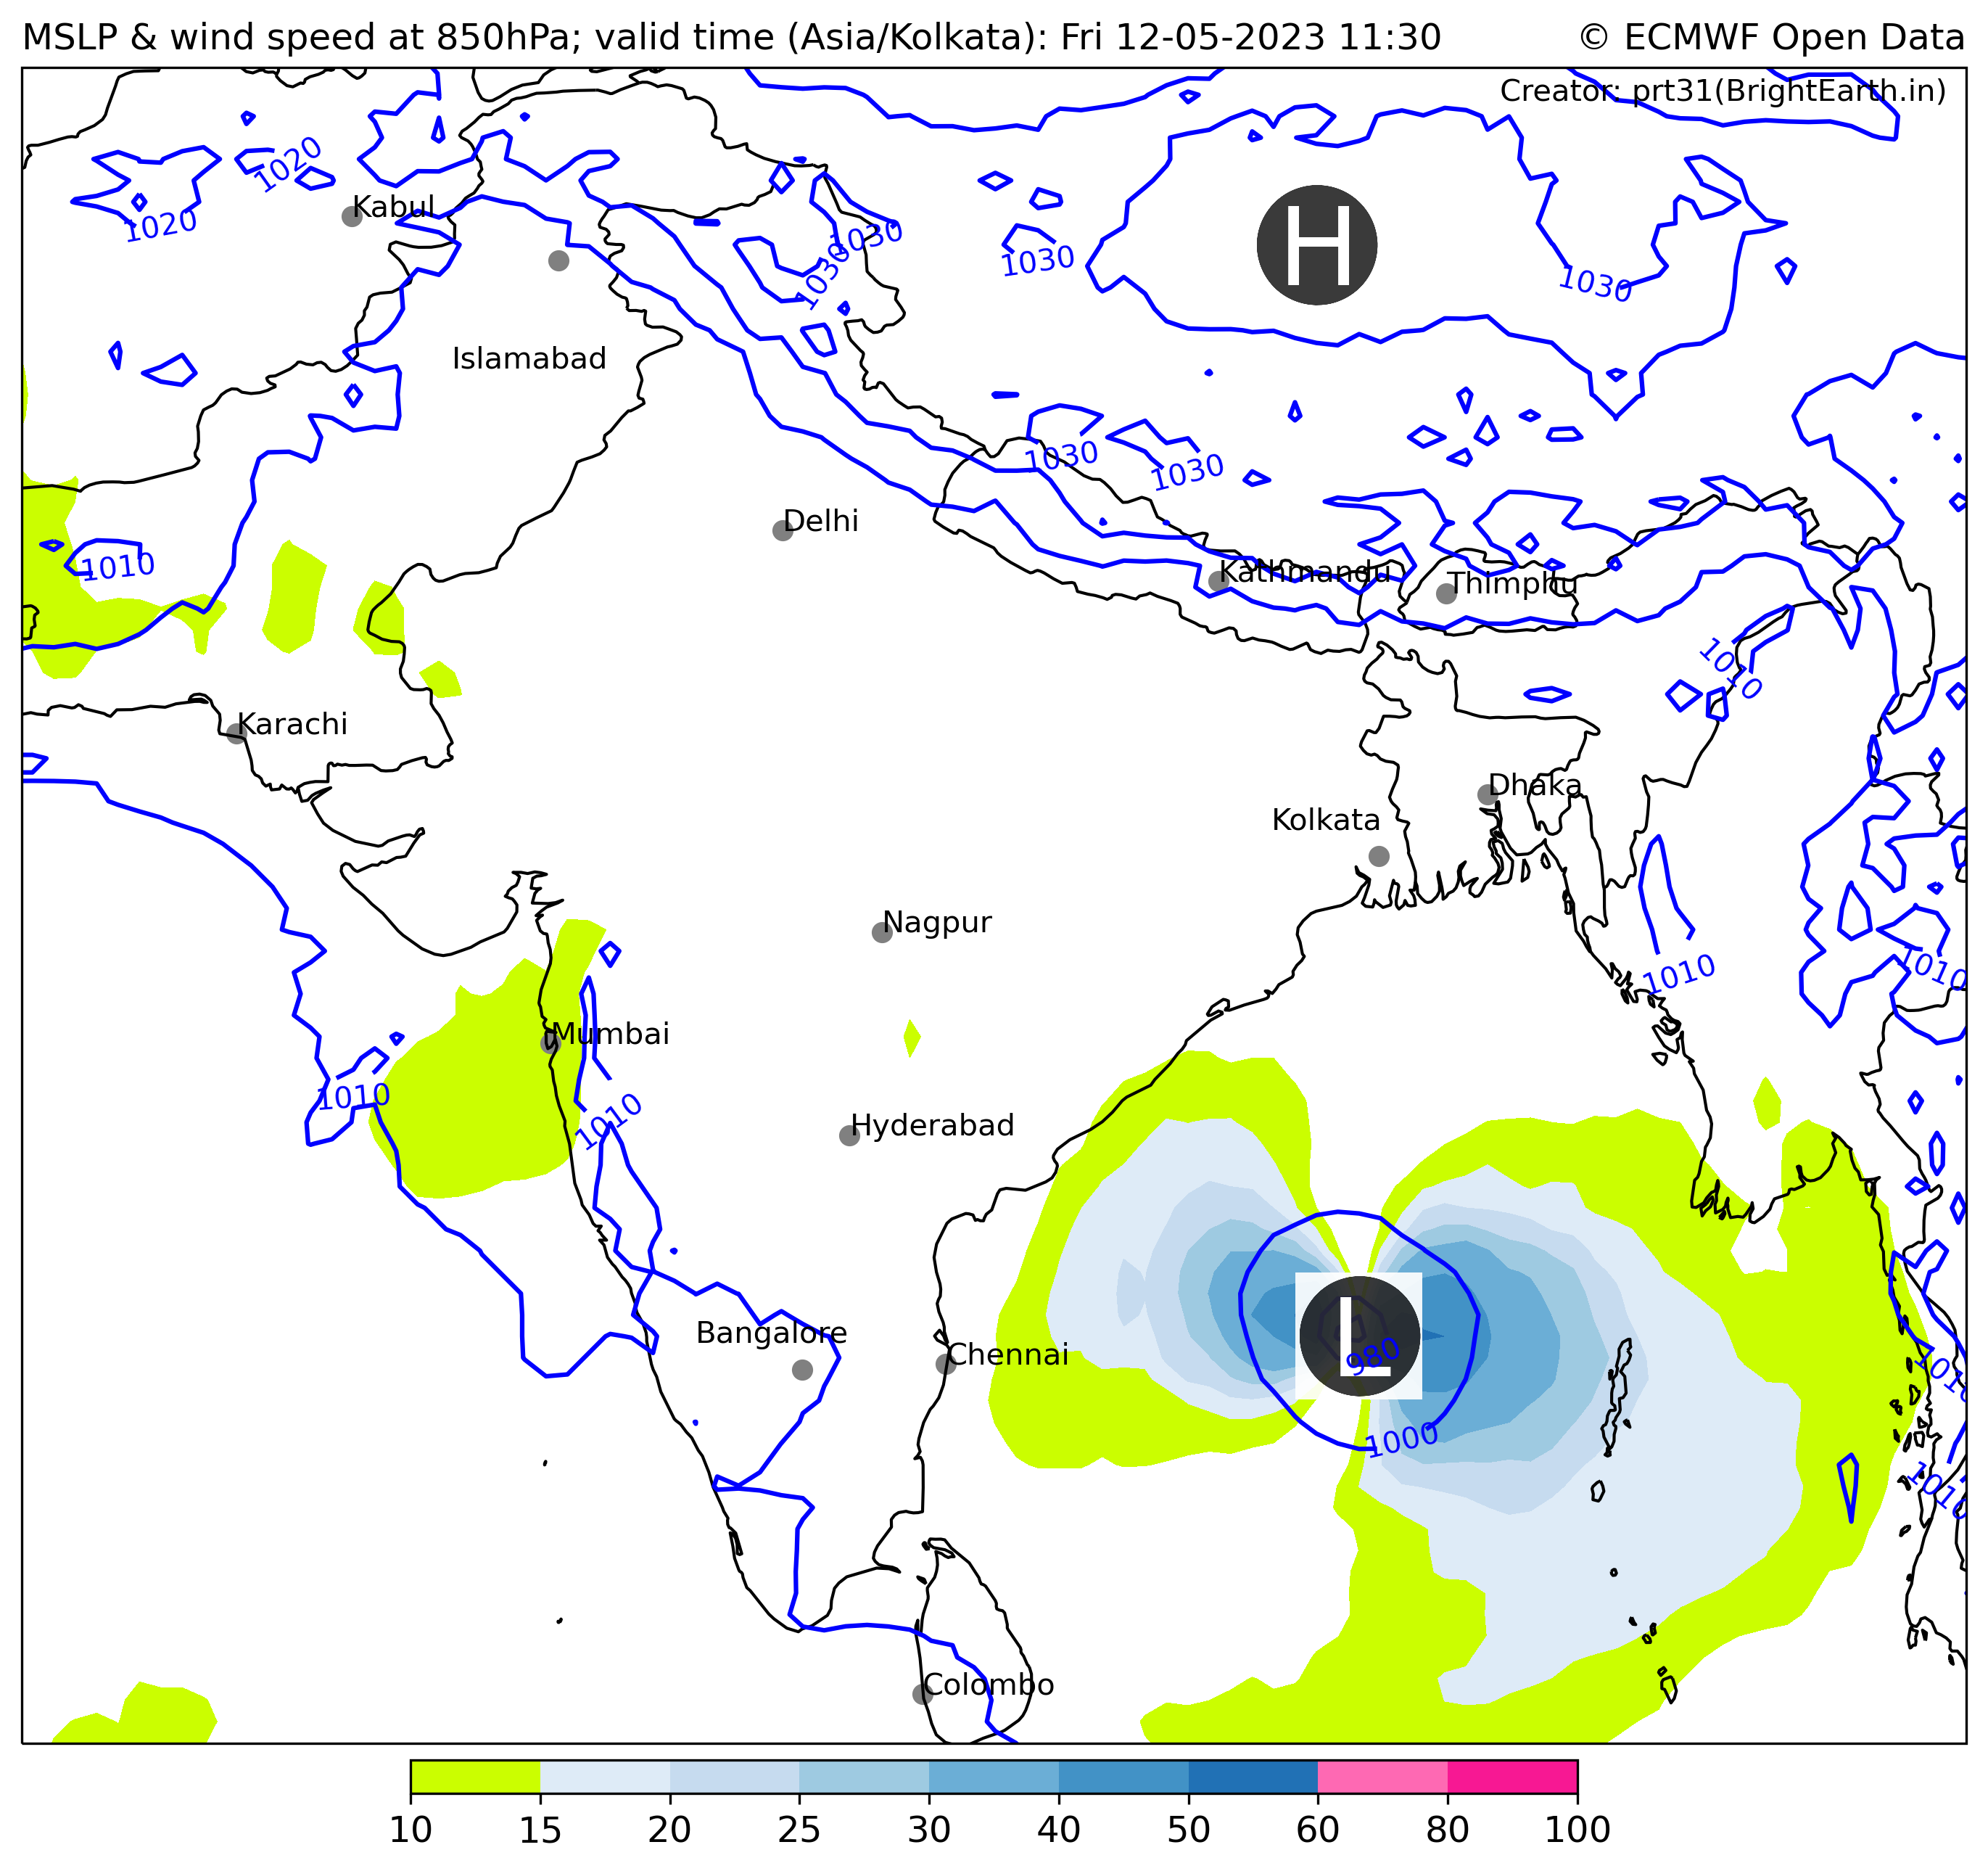 MSLP & wind speed at 850hPa; valid time (Asia/Kolkata): Fri 12-05-2023 11:30
© ECMWF Open Data
Creator: prt31(BrightEarth.in)
1020
1020
Kabul
H
1030
1030
1030
1030
Islamabad
1030
1030
Delhi
1010
Kathmandu
Thimphu
1010
Karachi
Dhaka
Kolkata
Nagpur
1010
1010
Mumbai
1010
1010
Hyderabad
Bangalore
Chennai
L
980
1010
1000
1010
Colombo
10 15 20 25 30 40 50 60 80 100